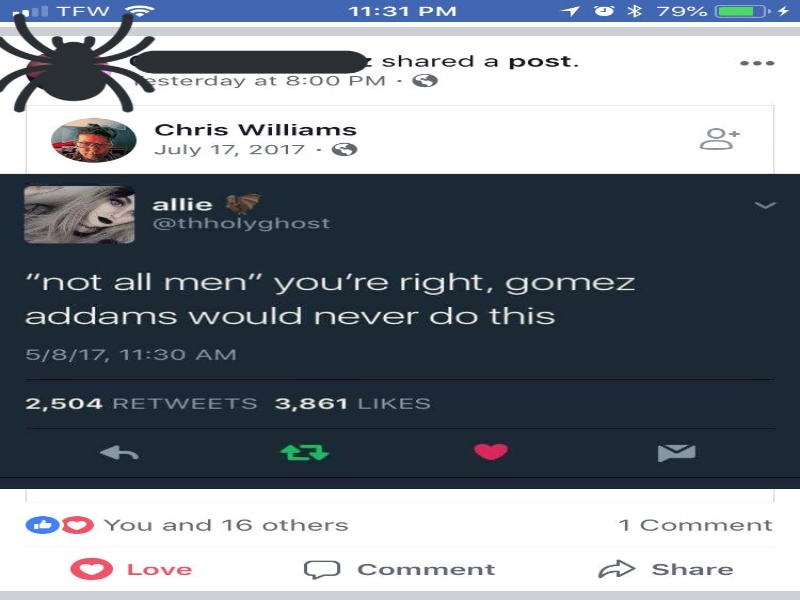 TFW 11:31 PM 79%
shared a post.
Yesterday at 8:00 PM ·
Chris Williams
July 17, 2017 ·
allie
@thholyghost
“not all men” you’re right, gomez
addams would never do this
5/8/17, 11:30 AM
2,504 RETWEETS 3,861 LIKES
You and 16 others 1 Comment
Love Comment Share